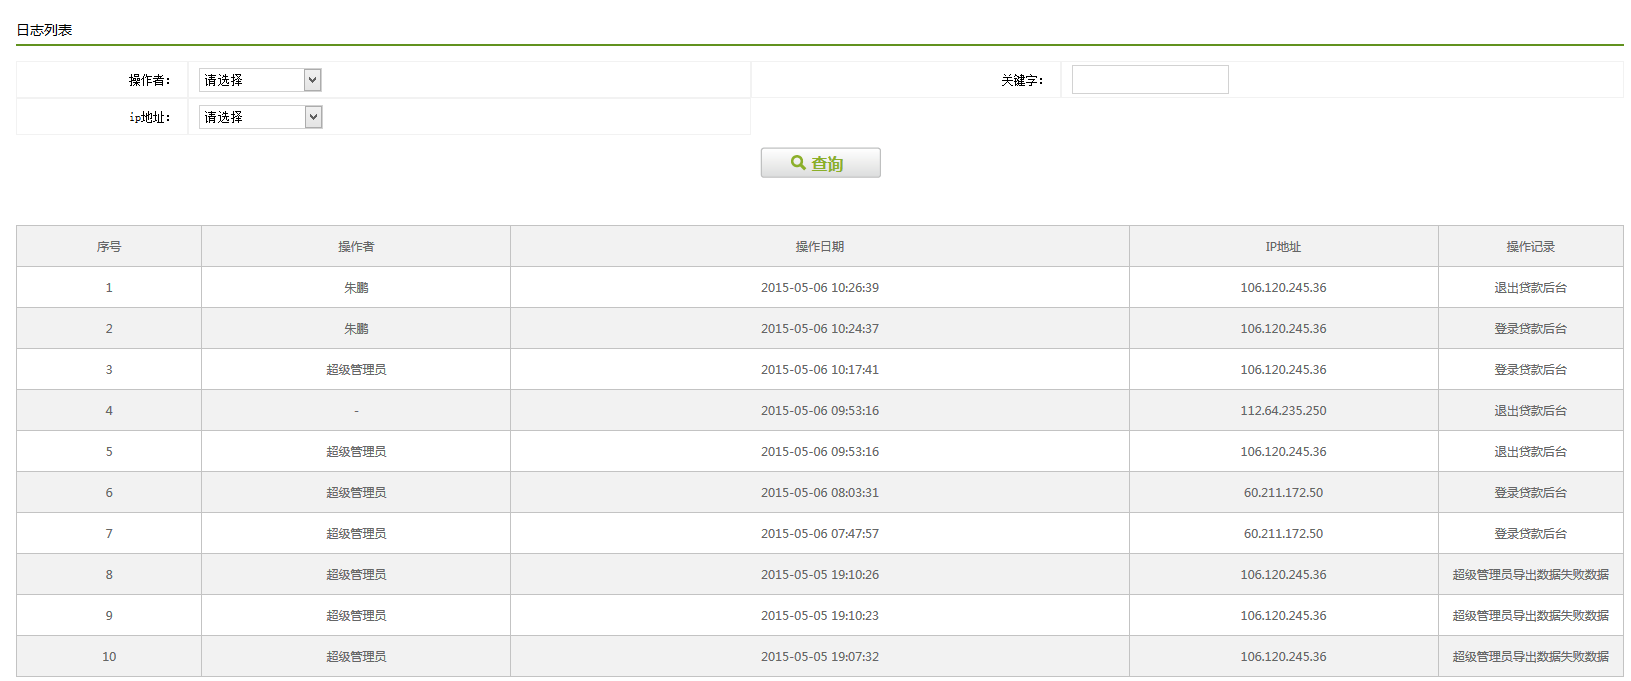 日志列表
操作者： 请选择 关键字：
ip地址： 请选择
查询
序号 操作者 操作日期 IP地址 操作记录
1 朱鹏 2015-05-06 10:26:39 106.120.245.36 退出贷款后台
2 朱鹏 2015-05-06 10:24:37 106.120.245.36 登录贷款后台
3 超级管理员 2015-05-06 10:17:41 106.120.245.36 登录贷款后台
4 - 2015-05-06 09:53:16 112.64.235.250 退出贷款后台
5 超级管理员 2015-05-06 09:53:16 106.120.245.36 退出贷款后台
6 超级管理员 2015-05-06 08:03:31 60.211.172.50 登录贷款后台
7 超级管理员 2015-05-06 07:47:57 60.211.172.50 登录贷款后台
8 超级管理员 2015-05-05 19:10:26 106.120.245.36 超级管理员导出数据失败数据
9 超级管理员 2015-05-05 19:10:23 106.120.245.36 超级管理员导出数据失败数据
10 超级管理员 2015-05-05 19:07:32 106.120.245.36 超级管理员导出数据失败数据